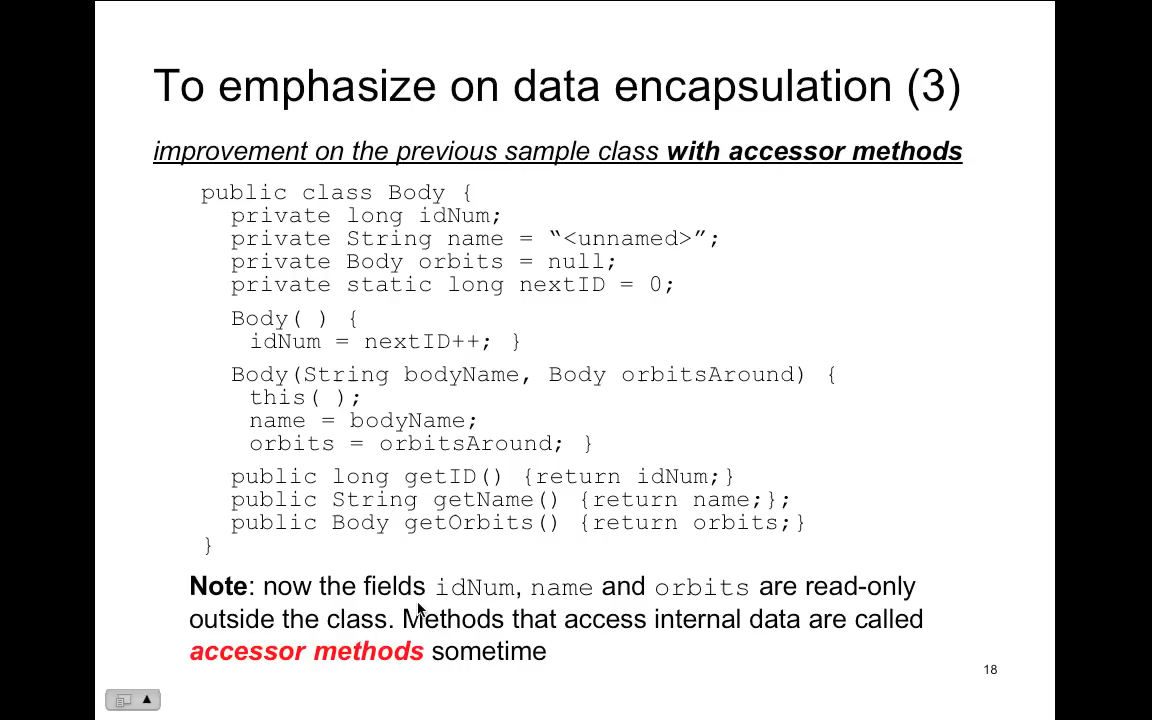 To emphasize on data encapsulation (3)
improvement on the previous sample class with accessor methods
public class Body {
private long idNum;
private String name = “<unnamed>”;
private Body orbits = null;
private static long nextID = 0;
Body( ) {
idNum = nextID++; }
Body(String bodyName, Body orbitsAround) {
this( );
name = bodyName;
orbits = orbitsAround; }
public long getID() {return idNum;}
public String getName() {return name;};
public Body getOrbits() {return orbits;}
}
Note: now the fields idNum, name and orbits are read-only
outside the class. Methods that access internal data are called
accessor methods sometime
18